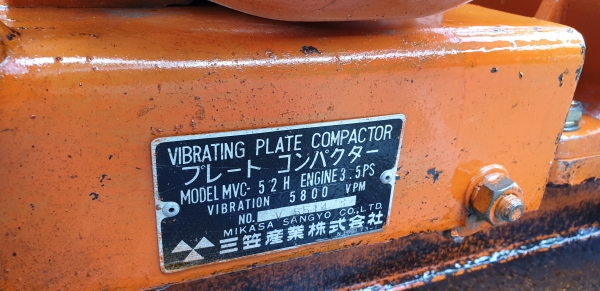 VIBRATING PLATE COMPACTOR
プレート コンパクター
MODEL MVC-52H ENGINE 3.5PS
VIBRATION 5800 VPM
NO.
MIKASA SANGYO CO.,LTD.
三笠産業株式会社